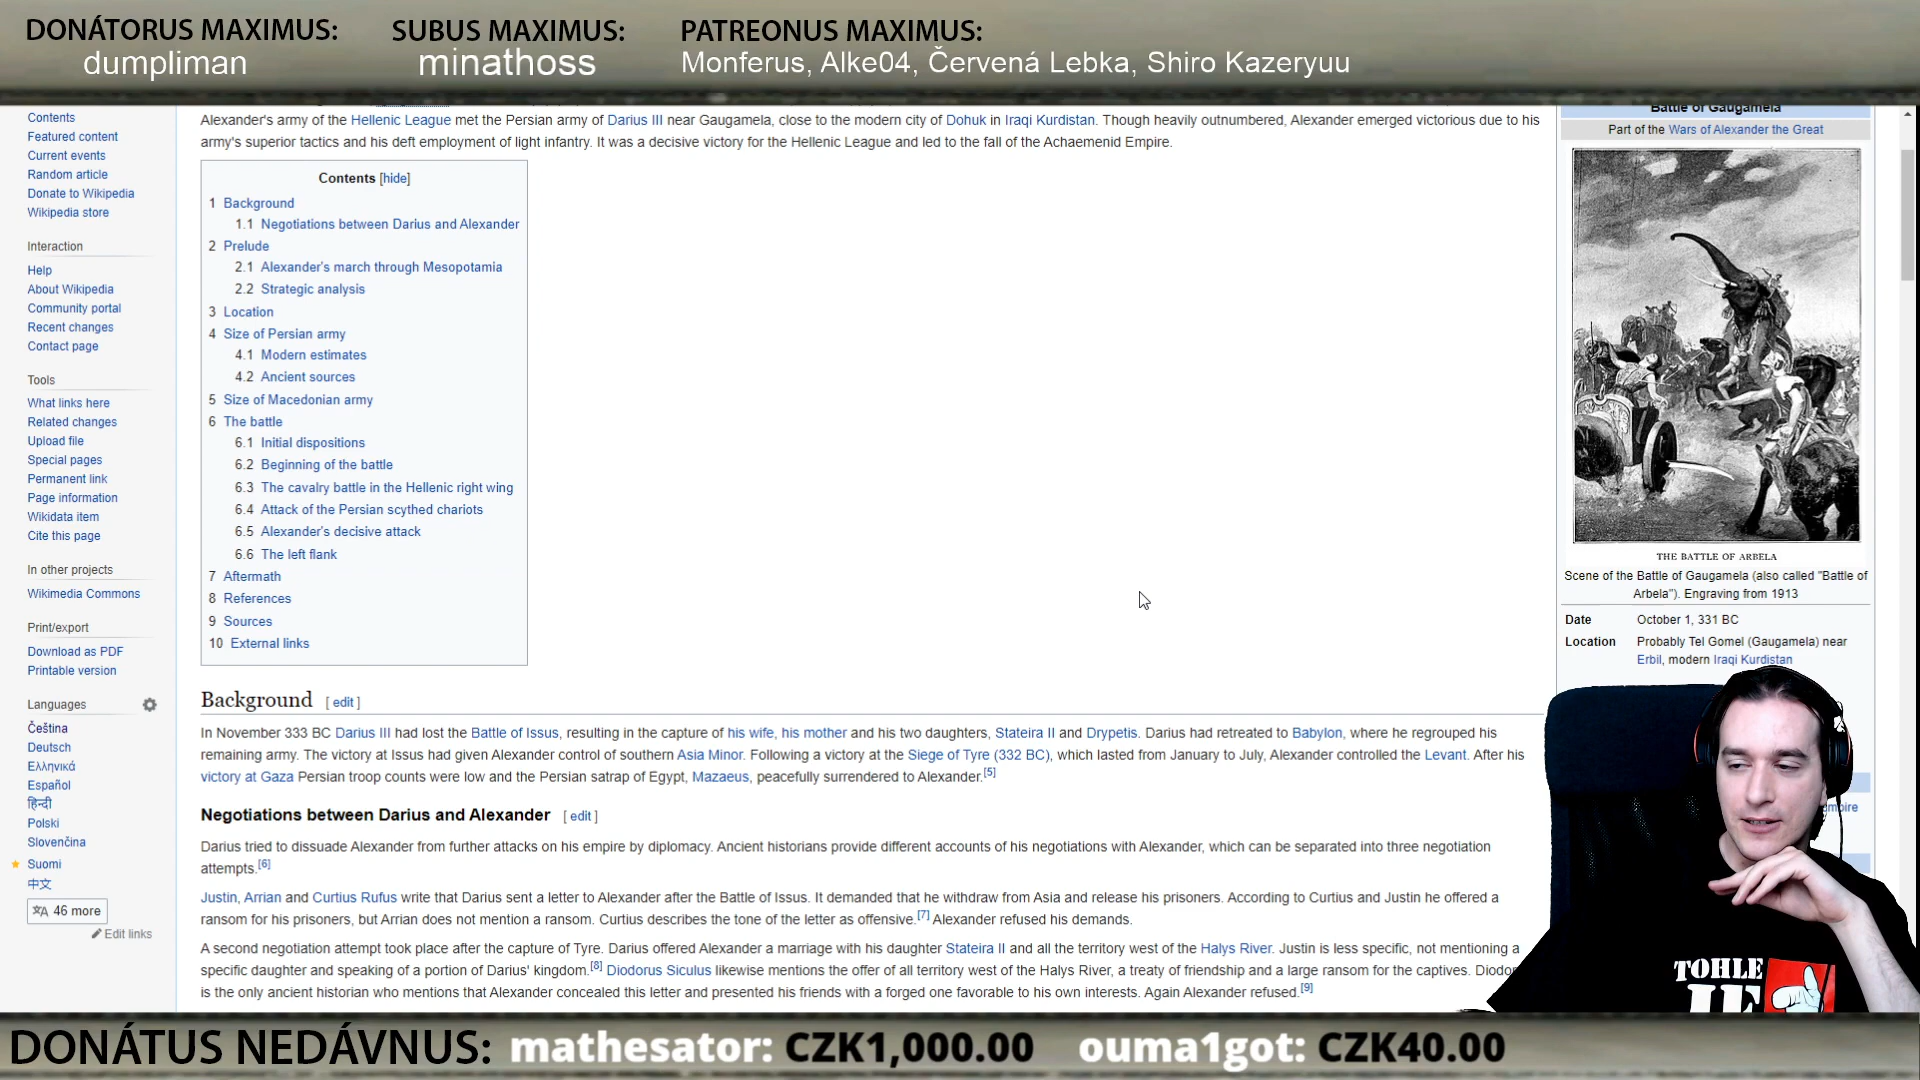 DONÁTORUS MAXIMUS:
dumpliman
SUBUS MAXIMUS:
minathoss
PATREONUS MAXIMUS:
Monferus, Alke04, Červená Lebka, Shiro Kazeryuu
Contents
Featured content
Current events
Random article
Donate to Wikipedia
Wikipedia store
Interaction
Help
About Wikipedia
Community portal
Recent changes
Contact page
Tools
What links here
Related changes
Upload file
Special pages
Permanent link
Page information
Wikidata item
Cite this page
In other projects
Wikimedia Commons
Print/export
Download as PDF
Printable version
Languages
Čeština
Deutsch
Ελληνικά
Español
हिन्दी
Polski
Slovenčina
Suomi
中文
46 more
Edit links
Alexander's army of the Hellenic League met the Persian army of Darius III near Gaugamela, close to the modern city of Dohuk in Iraqi Kurdistan. Though heavily outnumbered, Alexander emerged victorious due to his
army's superior tactics and his deft employment of light infantry. It was a decisive victory for the Hellenic League and led to the fall of the Achaemenid Empire.
Contents [hide]
1 Background
1.1 Negotiations between Darius and Alexander
2 Prelude
2.1 Alexander's march through Mesopotamia
2.2 Strategic analysis
3 Location
4 Size of Persian army
4.1 Modern estimates
4.2 Ancient sources
5 Size of Macedonian army
6 The battle
6.1 Initial dispositions
6.2 Beginning of the battle
6.3 The cavalry battle in the Hellenic right wing
6.4 Attack of the Persian scythed chariots
6.5 Alexander's decisive attack
6.6 The left flank
7 Aftermath
8 References
9 Sources
10 External links
Background [ edit ]
In November 333 BC Darius III had lost the Battle of Issus, resulting in the capture of his wife, his mother and his two daughters, Stateira II and Drypetis. Darius had retreated to Babylon, where he regrouped his
remaining army. The victory at Issus had given Alexander control of southern Asia Minor. Following a victory at the Siege of Tyre (332 BC), which lasted from January to July, Alexander controlled the Levant. After his
victory at Gaza Persian troop counts were low and the Persian satrap of Egypt, Mazaeus, peacefully surrendered to Alexander.[5]
Negotiations between Darius and Alexander [ edit ]
Darius tried to dissuade Alexander from further attacks on his empire by diplomacy. Ancient historians provide different accounts of his negotiations with Alexander, which can be separated into three negotiation
attempts.[6]
Justin, Arrian and Curtius Rufus write that Darius sent a letter to Alexander after the Battle of Issus. It demanded that he withdraw from Asia and release his prisoners. According to Curtius and Justin he offered a
ransom for his prisoners, but Arrian does not mention a ransom. Curtius describes the tone of the letter as offensive.[7] Alexander refused his demands.
A second negotiation attempt took place after the capture of Tyre. Darius offered Alexander a marriage with his daughter Stateira II and all the territory west of the Halys River. Justin is less specific, not mentioning a
specific daughter and speaking of a portion of Darius' kingdom.[8] Diodorus Siculus likewise mentions the offer of all territory west of the Halys River, a treaty of friendship and a large ransom for the captives. Diodor
is the only ancient historian who mentions that Alexander concealed this letter and presented his friends with a forged one favorable to his own interests. Again Alexander refused.[9]
Battle of Gaugamela
Part of the Wars of Alexander the Great
THE BATTLE OF ARBELA
Scene of the Battle of Gaugamela (also called "Battle of
Arbela"). Engraving from 1913
Date October 1, 331 BC
Location Probably Tel Gomel (Gaugamela) near
Erbil, modern Iraqi Kurdistan
empire
TOHLE
JE
DONÁTUS NEDÁVNUS: mathesator: CZK1,000.00 ouma1got: CZK40.00